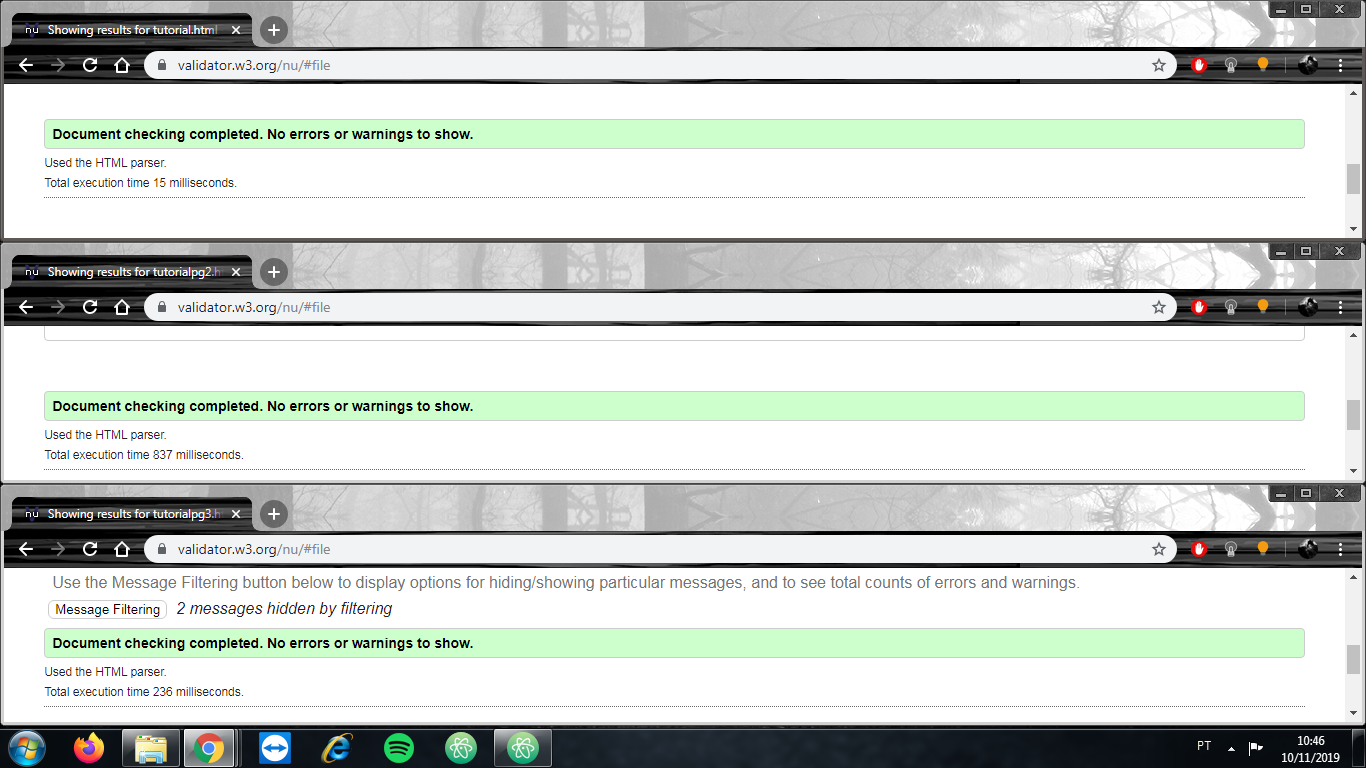 nu Showing results for tutorial.html
validator.w3.org/nu/#file
Document checking completed. No errors or warnings to show.
Used the HTML parser.
Total execution time 15 milliseconds.
nu Showing results for tutorialpg2.h
validator.w3.org/nu/#file
Document checking completed. No errors or warnings to show.
Used the HTML parser.
Total execution time 837 milliseconds.
nu Showing results for tutorialpg3.h
validator.w3.org/nu/#file
Use the Message Filtering button below to display options for hiding/showing particular messages, and to see total counts of errors and warnings.
Message Filtering 2 messages hidden by filtering
Document checking completed. No errors or warnings to show.
Used the HTML parser.
Total execution time 236 milliseconds.
PT
10:46
10/11/2019